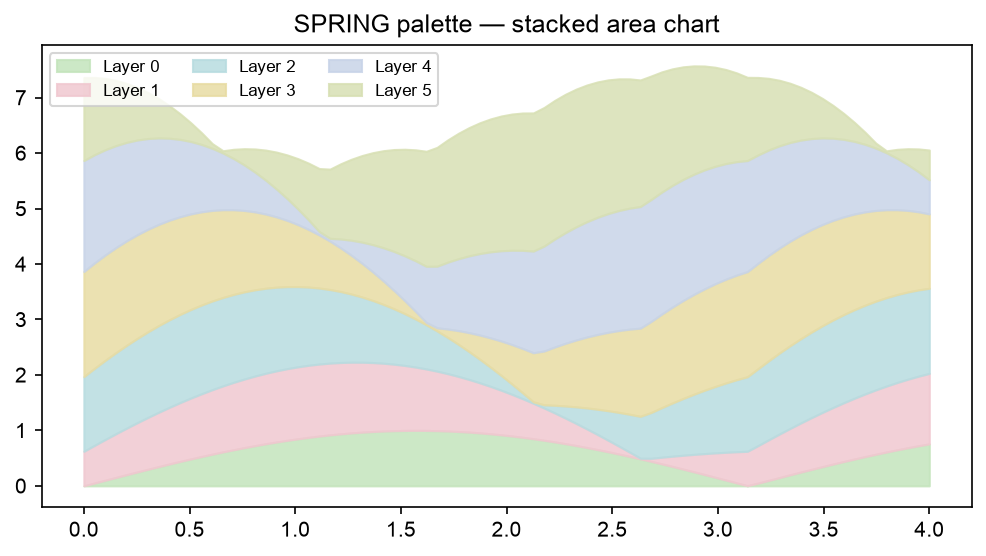 SPRING palette — stacked area chart
Layer 0 Layer 2 Layer 4
Layer 1 Layer 3 Layer 5
7
6
5
4
3
2
1
0
0.0 0.5 1.0 1.5 2.0 2.5 3.0 3.5 4.0